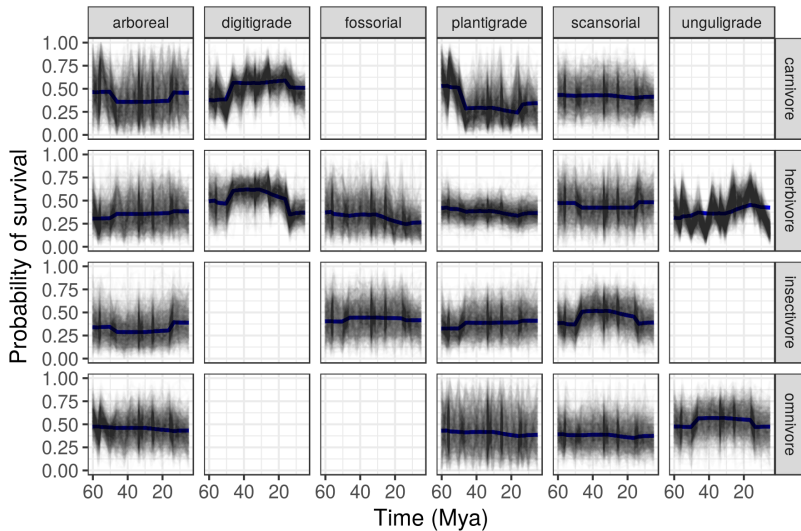 arboreal digitigrade fossorial plantigrade scansorial unguligrade
1.00
0.75
0.50
0.25
0.00
carnivore
1.00
0.75
0.50
0.25
0.00
herbivore
1.00
0.75
0.50
0.25
0.00
insectivore
1.00
0.75
0.50
0.25
0.00
omnivore
Probability of survival
60 40 20 60 40 20 60 40 20 60 40 20 60 40 20 60 40 20
Time (Mya)